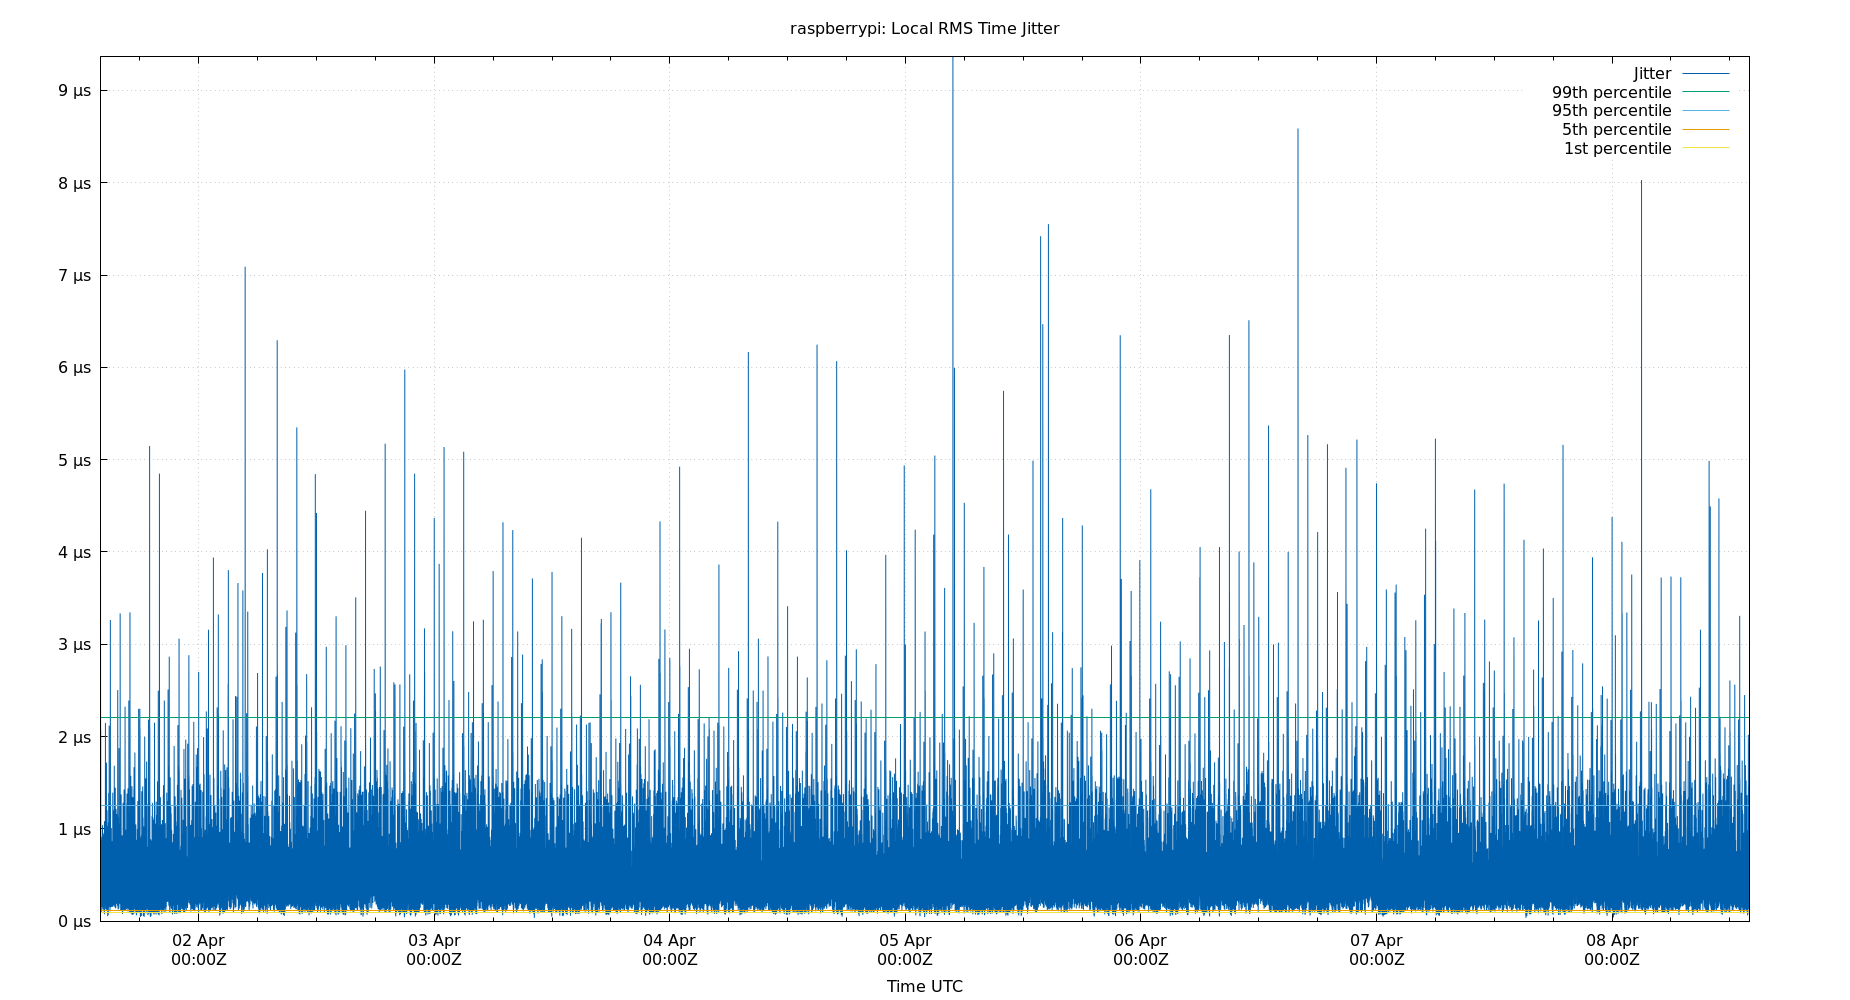 raspberrypi: Local RMS Time Jitter
9 µs
8 µs
7 µs
6 µs
5 µs
4 µs
3 µs
2 µs
1 µs
0 µs
Jitter
99th percentile
95th percentile
5th percentile
1st percentile
02 Apr
00:00Z
03 Apr
00:00Z
04 Apr
00:00Z
05 Apr
00:00Z
06 Apr
00:00Z
07 Apr
00:00Z
08 Apr
00:00Z
Time UTC